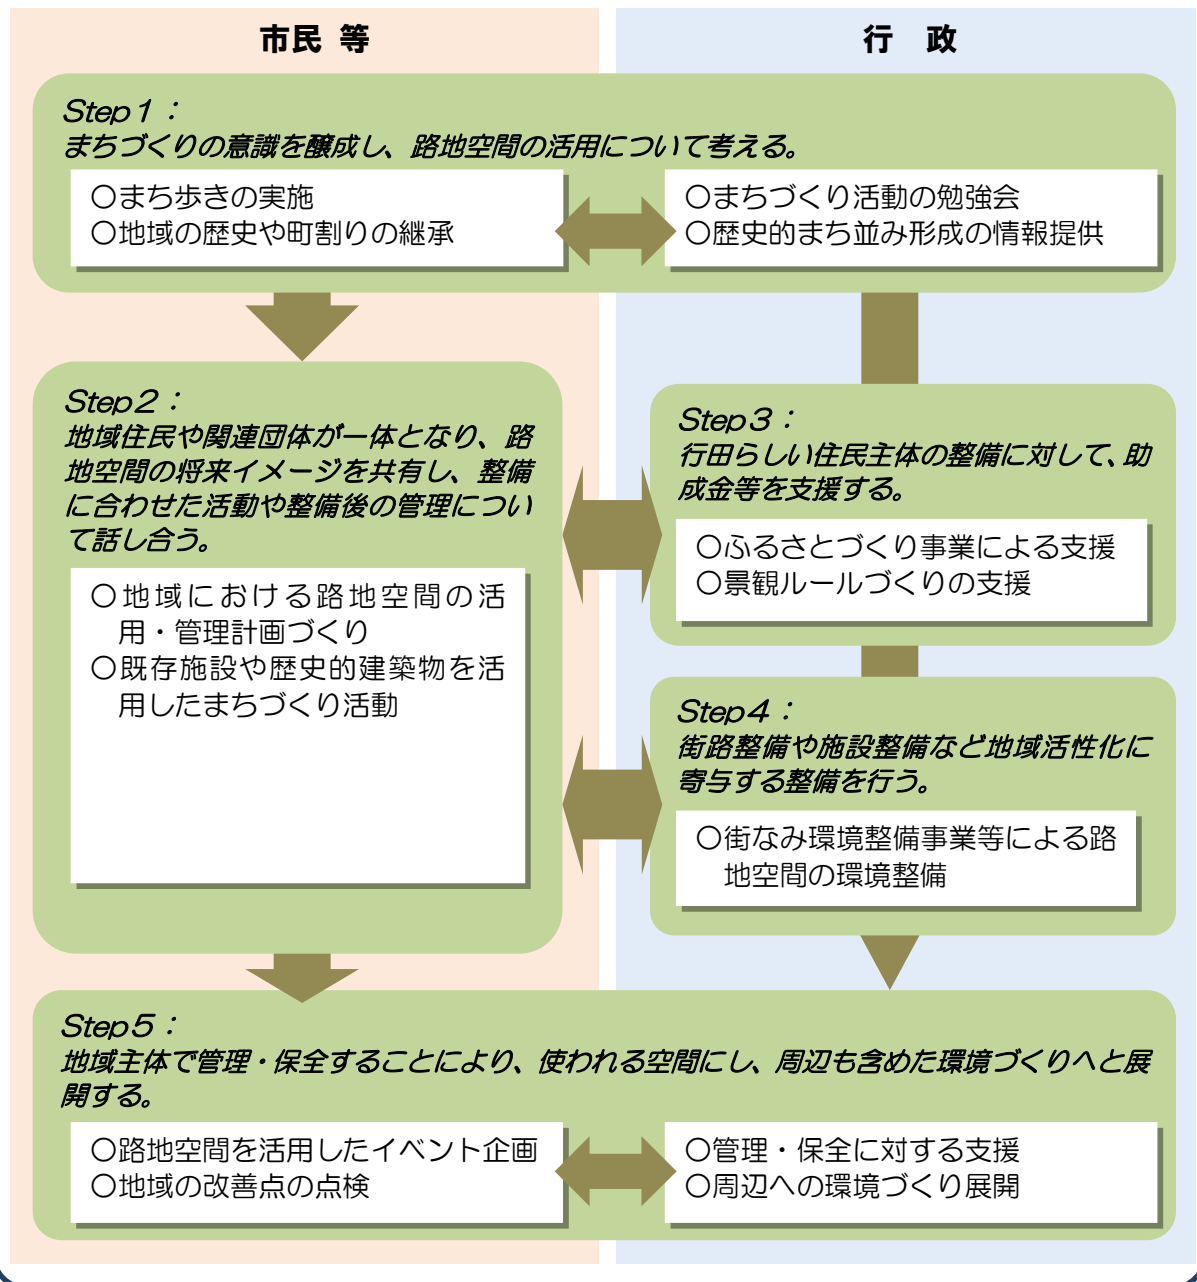 市民 等
行 政
Step1：
まちづくりの意識を醸成し、路地空間の活用について考える。
○まち歩きの実施
○地域の歴史や町割りの継承
○まちづくり活動の勉強会
○歴史的まち並み形成の情報提供
Step2：
地域住民や関連団体が一体となり、路
地空間の将来イメージを共有し、整備
に合わせた活動や整備後の管理につい
て話し合う。
○地域における路地空間の活
用・管理計画づくり
○既存施設や歴史的建築物を活
用したまちづくり活動
Step3：
行田らしい住民主体の整備に対して、助
成金等を支援する。
○ふるさとづくり事業による支援
○景観ルールづくりの支援
Step4：
街路整備や施設整備など地域活性化に
寄与する整備を行う。
○街なみ環境整備事業等による路
地空間の環境整備
Step5：
地域主体で管理・保全することにより、使われる空間にし、周辺も含めた環境づくりへと展
開する。
○路地空間を活用したイベント企画
○地域の改善点の点検
○管理・保全に対する支援
○周辺への環境づくり展開